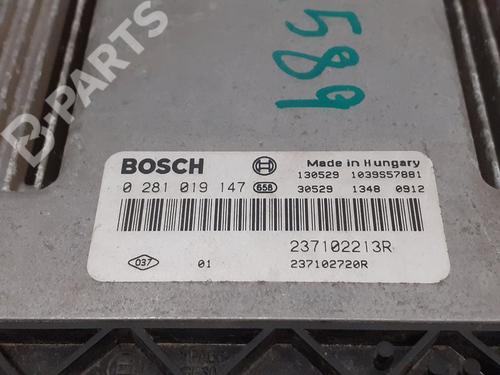 B-PARTS
589
BOSCH Made in Hungary
130529 1039S57881
0 281 019 147 658 30529 1348 0912
237102213R
037 01 237102720R